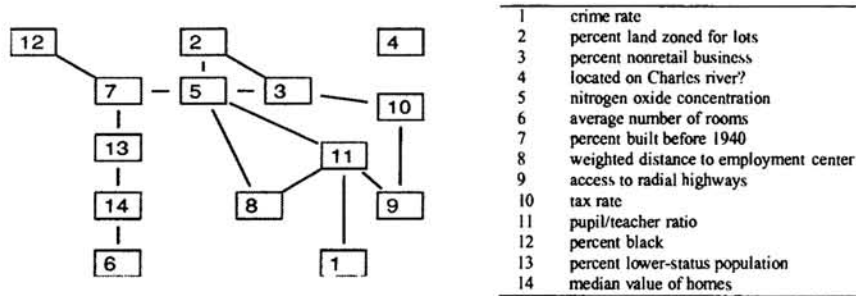 12 2 4
7 5 3
10
13
11
14 8 9
6 1
1 crime rate
2 percent land zoned for lots
3 percent nonretail business
4 located on Charles river?
5 nitrogen oxide concentration
6 average number of rooms
7 percent built before 1940
8 weighted distance to employment center
9 access to radial highways
10 tax rate
11 pupil/teacher ratio
12 percent black
13 percent lower-status population
14 median value of homes